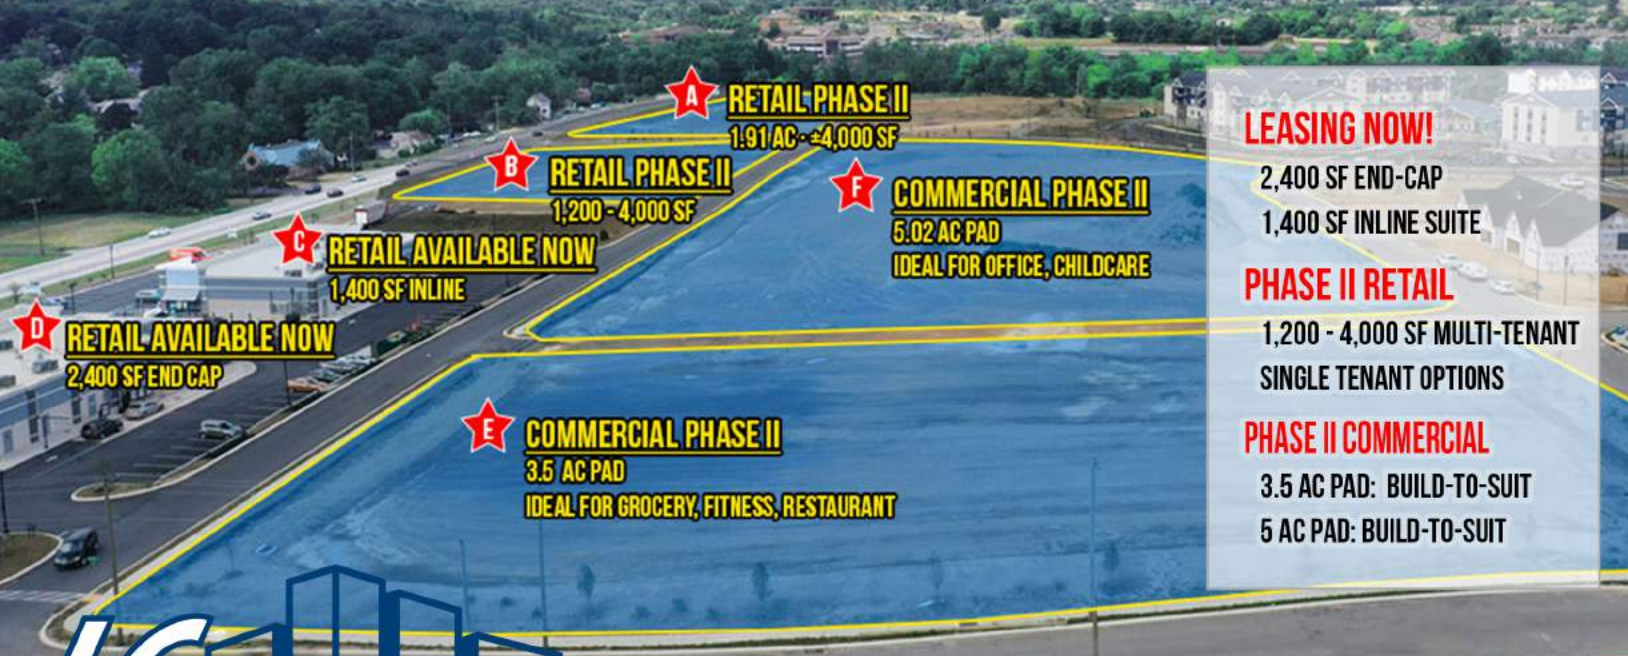 A
RETAIL PHASE II
1.91 AC - ±4,000 SF
B
RETAIL PHASE II
1,200 - 4,000 SF
F
COMMERCIAL PHASE II
5.02 AC PAD
IDEAL FOR OFFICE, CHILDCARE
C
RETAIL AVAILABLE NOW
1,400 SF INLINE
D
RETAIL AVAILABLE NOW
2,400 SF END CAP
E
COMMERCIAL PHASE II
3.5 AC PAD
IDEAL FOR GROCERY, FITNESS, RESTAURANT
LEASING NOW!
2,400 SF END-CAP
1,400 SF INLINE SUITE
PHASE II RETAIL
1,200 - 4,000 SF MULTI-TENANT
SINGLE TENANT OPTIONS
PHASE II COMMERCIAL
3.5 AC PAD: BUILD-TO-SUIT
5 AC PAD: BUILD-TO-SUIT